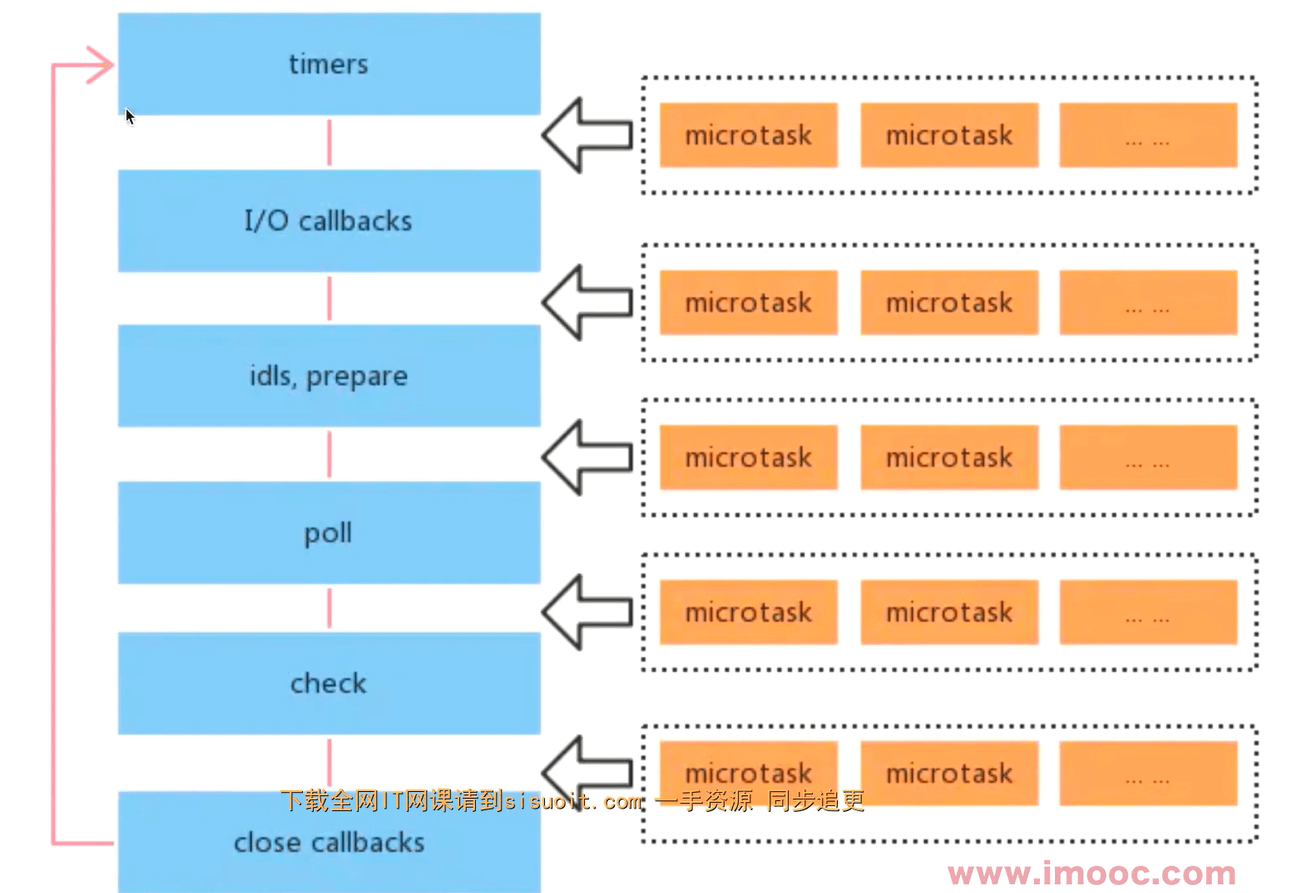 timers
microtask microtask ... ...
I/O callbacks
microtask microtask ... ...
idls, prepare
microtask microtask ... ...
poll
microtask microtask ... ...
check
microtask microtask ... ...
下载全网IT网课请到sisuoit.com 一手资源 同步追更
close callbacks
www.imooc.com